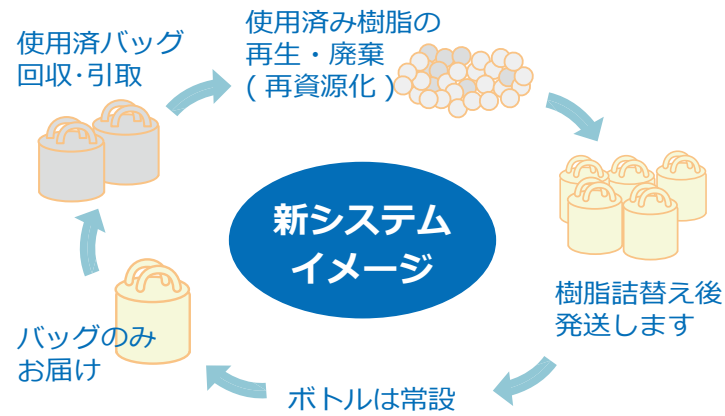 使用済バッグ
回収･引取
使用済み樹脂の
再生・廃棄
( 再資源化 )
新システム
イメージ
樹脂詰替え後
発送します
ボトルは常設
バッグのみ
お届け